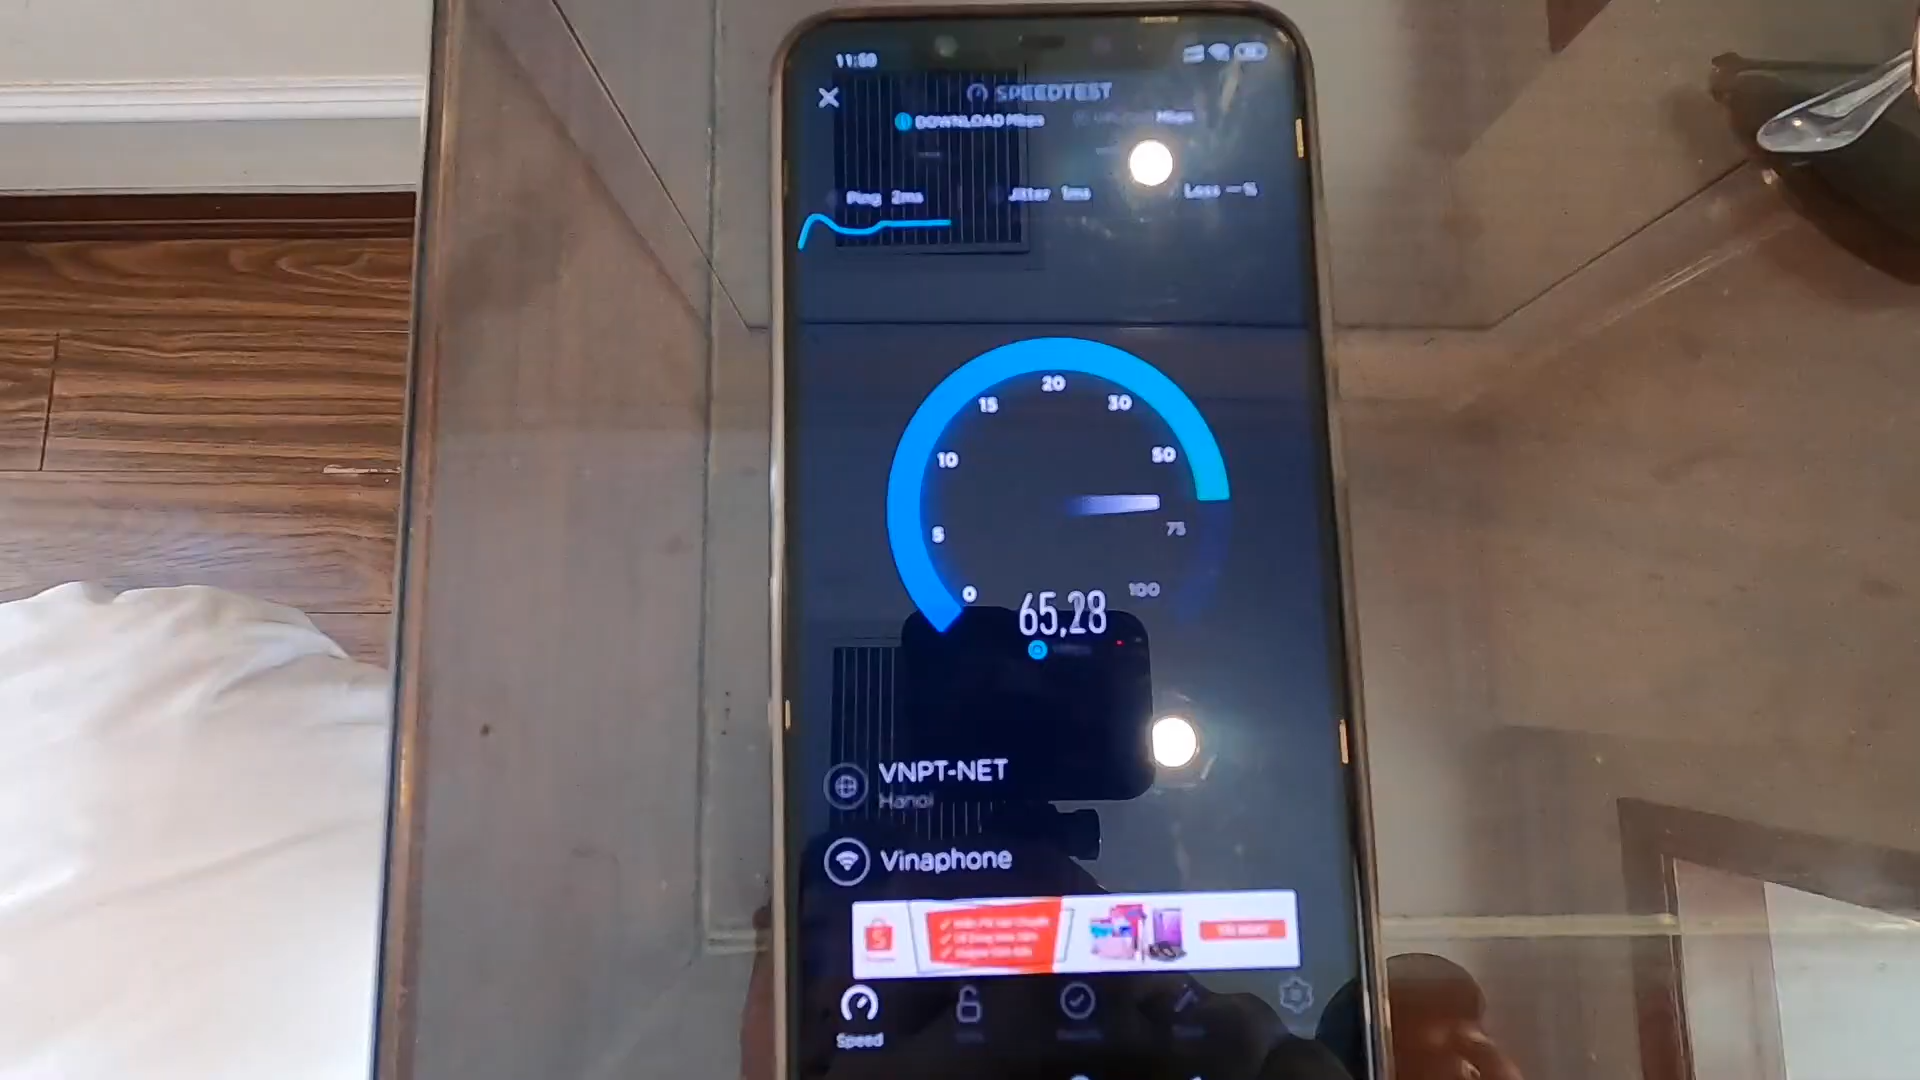 11:50
SPEEDTEST
DOWNLOAD Mbps
Mbps
Ping 2ms
Jitter 1ms
Loss —%
0
5
10
15
20
30
50
75
100
65,28
VNPT-NET
Hanoi
Vinaphone
Speed